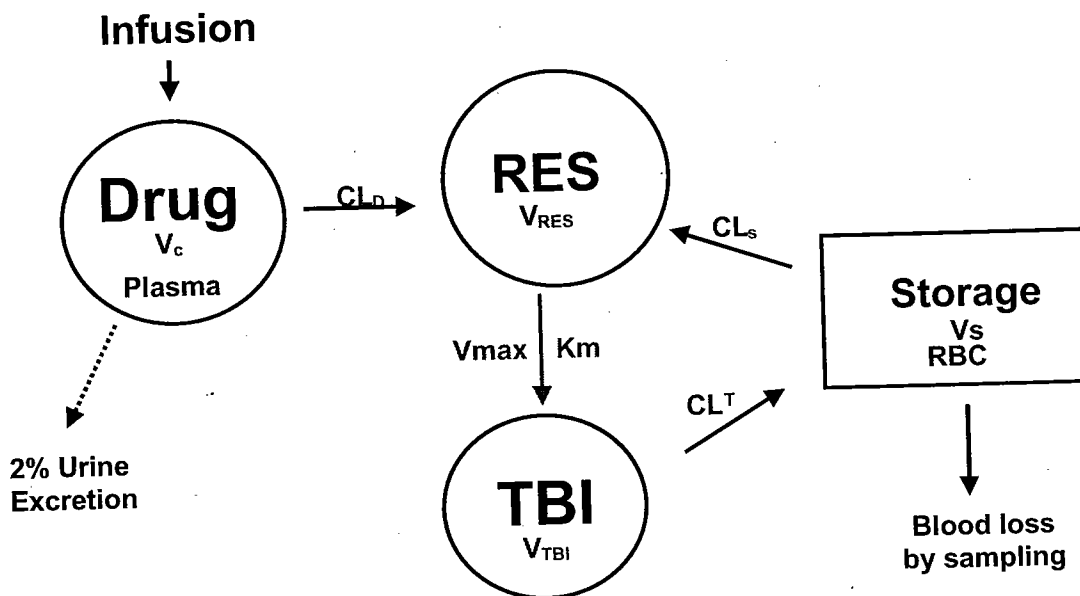 Infusion
Drug
Vc
Plasma
CLD
RES
VRES
CLs
Storage
Vs
RBC
Vmax
Km
CLT
TBI
VTBI
2% Urine
Excretion
Blood loss
by sampling